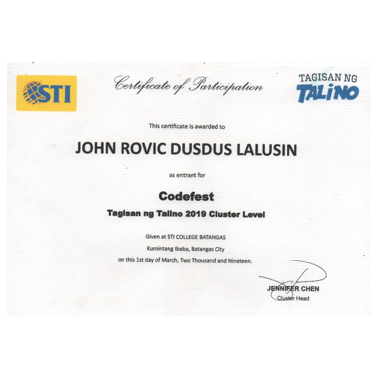 STI
Certificate of Participation
TAGISAN NG
TALINO
This certificate is awarded to
JOHN ROVIC DUSDUS LALUSIN
as entrant for
Codefest
Tagisan ng Talino 2019 Cluster Level
Given at STI COLLEGE BATANGAS
Kumintang Ibaba, Batangas City
on this 1st day of March, Two Thousand and Nineteen.
JENNIFER CHEN
Cluster Head